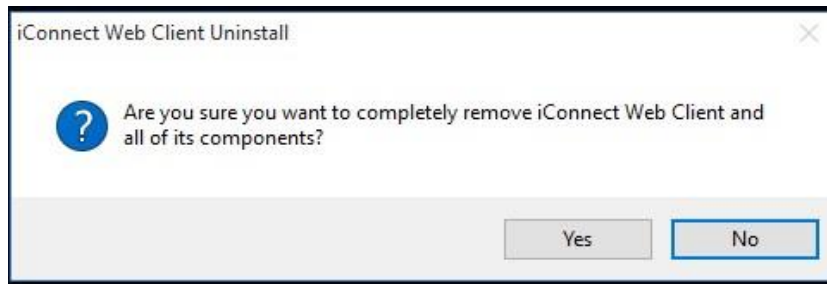 iConnect Web Client Uninstall
Are you sure you want to completely remove iConnect Web Client and
all of its components?
Yes No